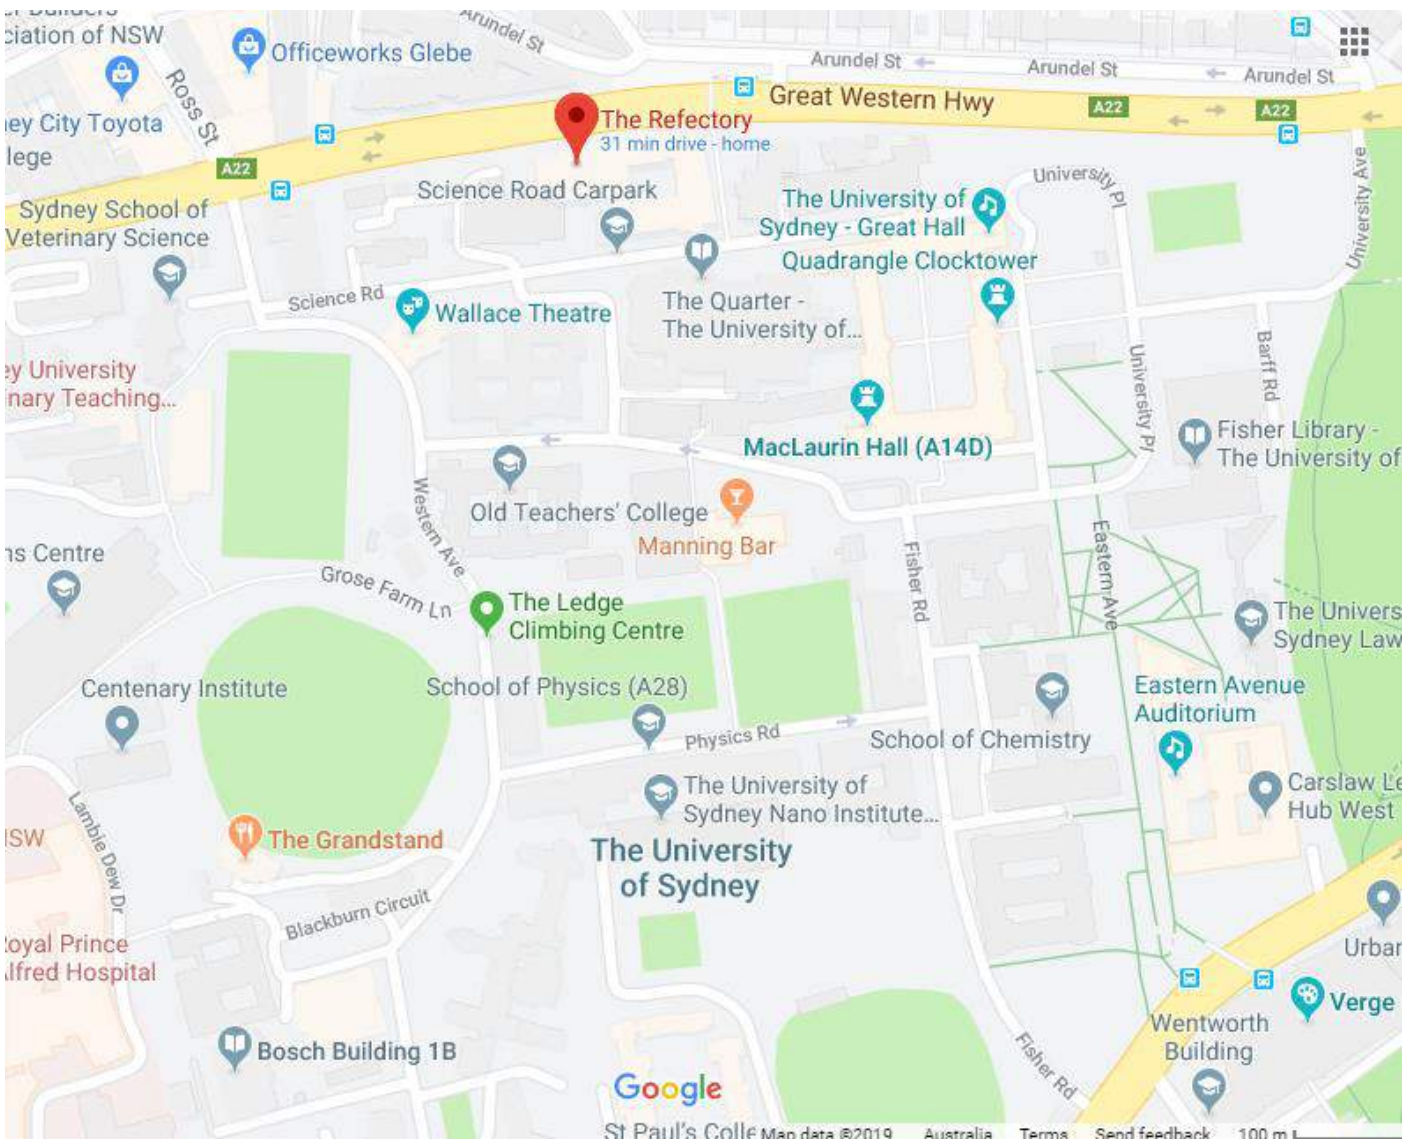 ciation of NSW
Officeworks Glebe
Arundel St
Arundel St
Arundel St
Arundel St
Ross St
Great Western Hwy
A22
A22
ey City Toyota
lege
The Refectory
31 min drive - home
A22
Science Road Carpark
University Pl
University Ave
Sydney School of
Veterinary Science
The University of
Sydney - Great Hall
Quadrangle Clocktower
Science Rd
Wallace Theatre
The Quarter -
The University of...
ey University
nary Teaching...
University Pl
Barff Rd
MacLaurin Hall (A14D)
Fisher Library -
The University of
Western Ave
Old Teachers' College
Manning Bar
Eastern Ave
ns Centre
Grose Farm Ln
Fisher Rd
The Ledge
Climbing Centre
The Univers
Sydney Law
Centenary Institute
School of Physics (A28)
Eastern Avenue
Auditorium
Physics Rd
School of Chemistry
The University of
Sydney Nano Institute...
Carslaw Le
Hub West
Lambie Dew Dr
NSW
The Grandstand
The University
of Sydney
Blackburn Circuit
Royal Prince
Alfred Hospital
Urbar
Verge
Wentworth
Building
Bosch Building 1B
Fisher Rd
Google
St Paul's Colle
Map data ©2019 Australia Terms Send feedback 100 m